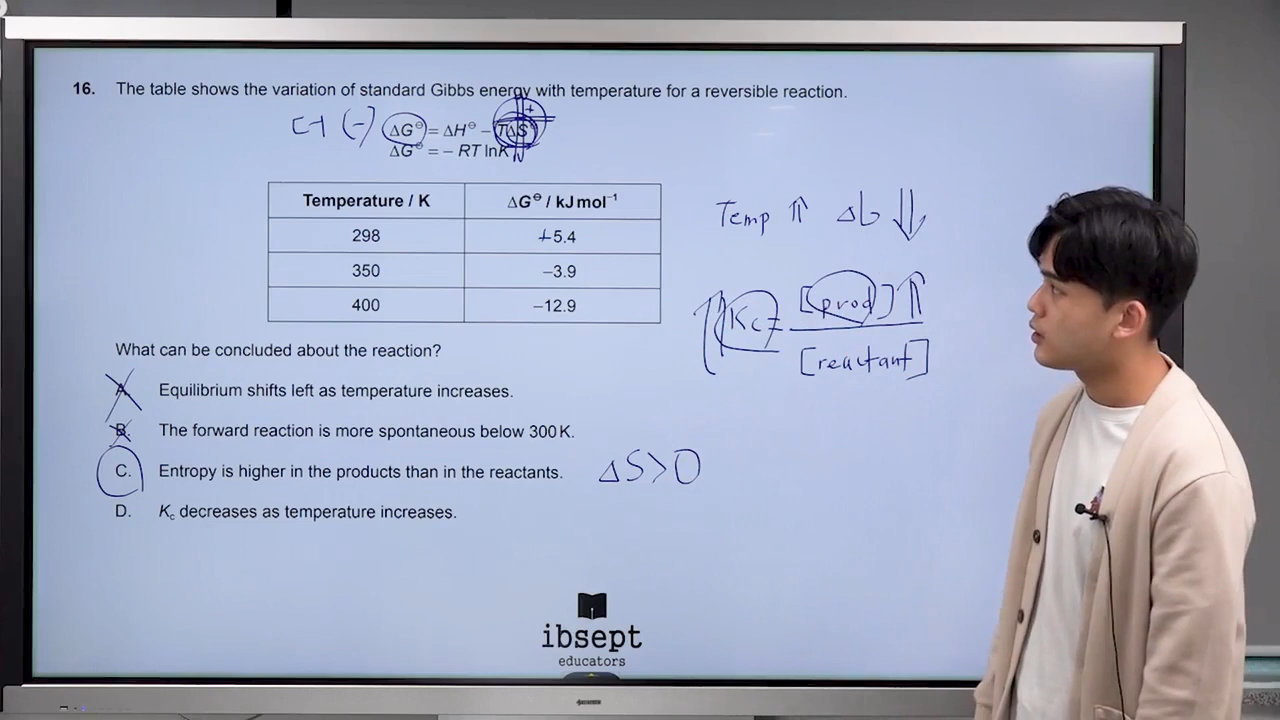 16. The table shows the variation of standard Gibbs energy with temperature for a reversible reaction.
[-] (-) ΔG⊖ = ΔH⊖ − TΔS⊖ +
ΔG⊖ = − RT lnK
Temperature / K ΔG⊖ / kJ mol⁻¹
298 +5.4
350 −3.9
400 −12.9
Temp ↑ ΔG ↓
↑ Kc = [prod] ↑
[reactant]
What can be concluded about the reaction?
A. Equilibrium shifts left as temperature increases.
B. The forward reaction is more spontaneous below 300 K.
C. Entropy is higher in the products than in the reactants. ΔS>0
D. Kc decreases as temperature increases.
ibsept
educators